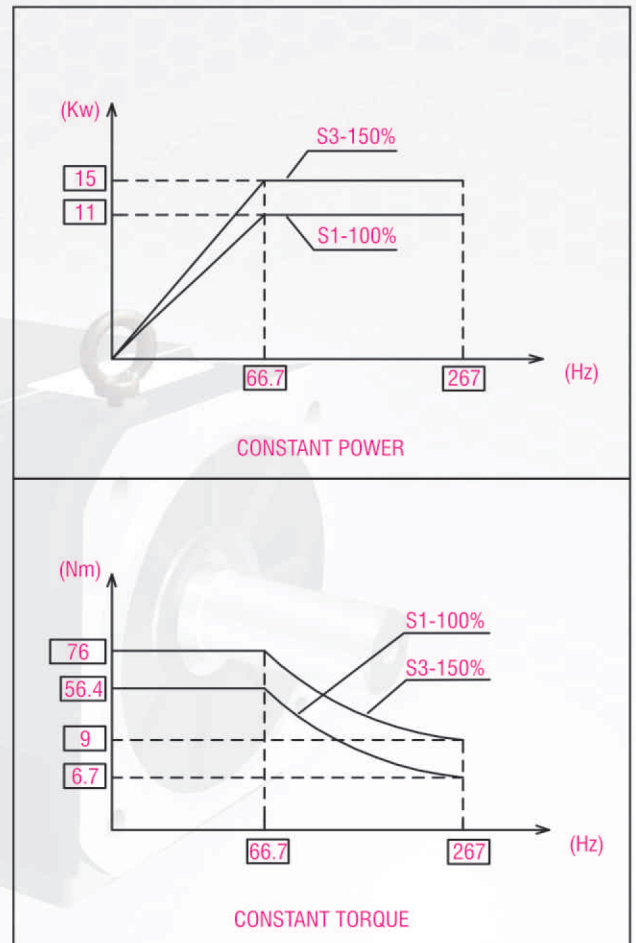 (Kw)
S3-150%
15
11
S1-100%
66.7
267
(Hz)
CONSTANT POWER
(Nm)
S1-100%
76
S3-150%
56.4
9
6.7
66.7
267
(Hz)
CONSTANT TORQUE